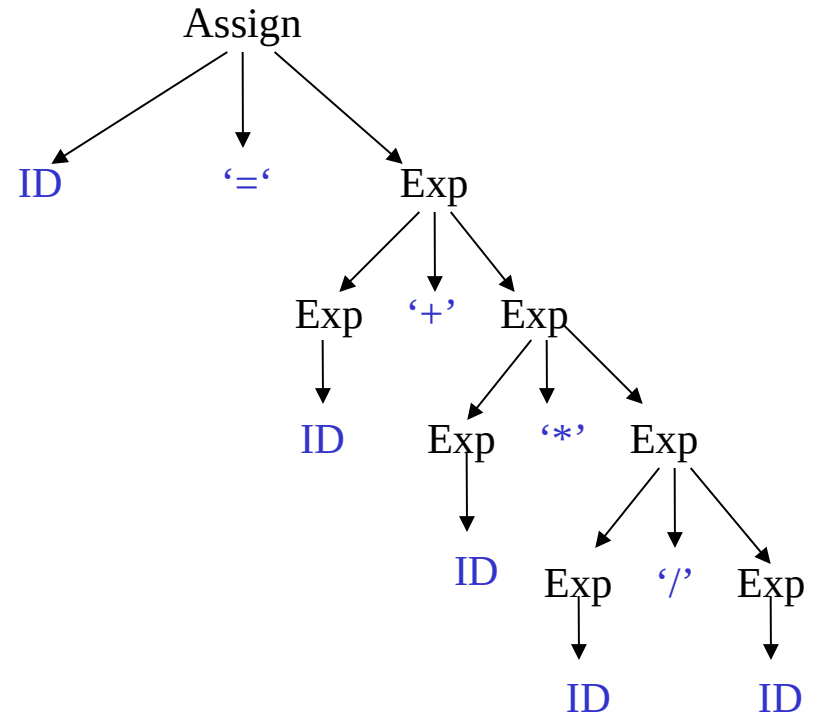 Assign
ID ‘=‘ Exp
Exp ‘+’ Exp
ID Exp ‘*’ Exp
ID Exp ‘/’ Exp
ID ID